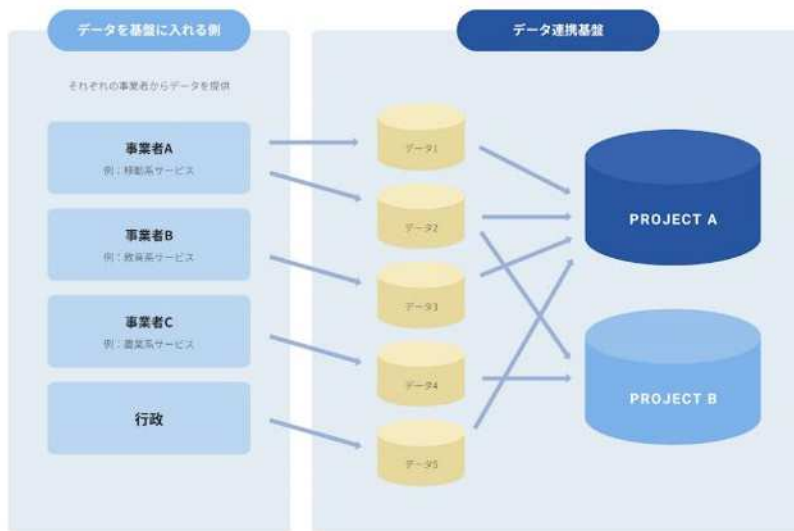 データを基盤に入れる側
データ連携基盤
それぞれの事業者からデータを提供
事業者A
例：移動系サービス
事業者B
例：教育系サービス
事業者C
例：農業系サービス
行政
データ1
データ2
データ3
データ4
データ5
PROJECT A
PROJECT B